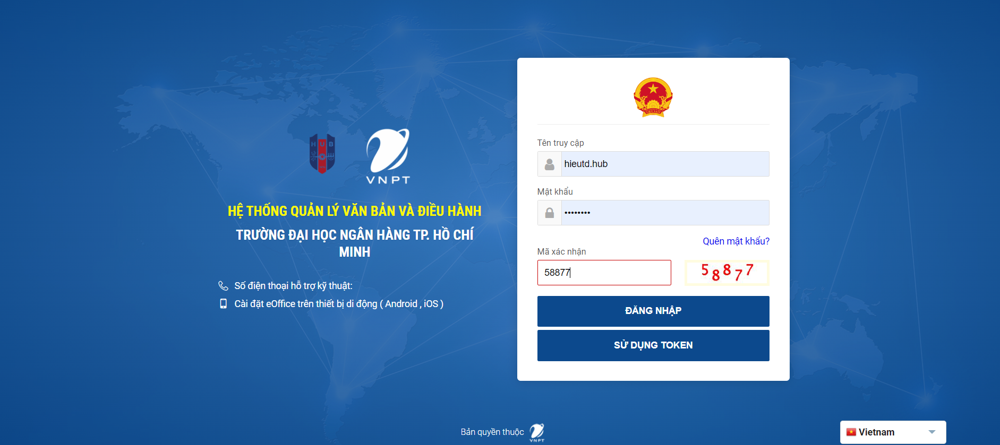 HUB
VNPT
HỆ THỐNG QUẢN LÝ VĂN BẢN VÀ ĐIỀU HÀNH
TRƯỜNG ĐẠI HỌC NGÂN HÀNG TP. HỒ CHÍ
MINH
Số điện thoại hỗ trợ kỹ thuật:
Cài đặt eOffice trên thiết bị di động ( Android , iOS )
VIỆT NAM
Tên truy cập
hieutd.hub
Mật khẩu
••••••••
Quên mật khẩu?
Mã xác nhận
58877
58877
ĐĂNG NHẬP
SỬ DỤNG TOKEN
Bản quyền thuộc
VNPT
Vietnam